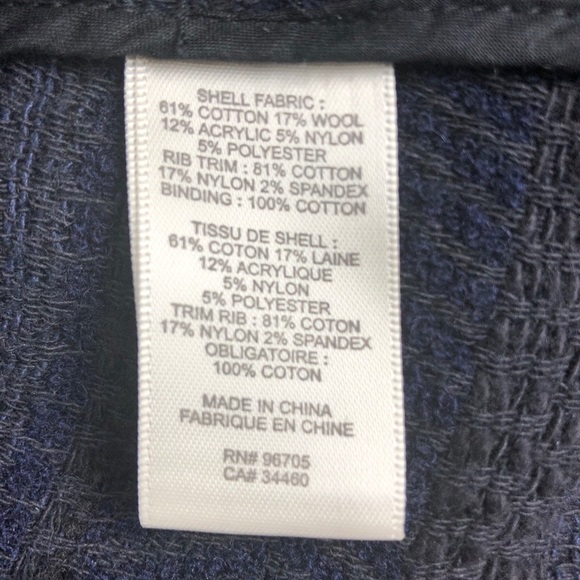 SHELL FABRIC :
61% COTTON 17% WOOL
12% ACRYLIC 5% NYLON
5% POLYESTER
RIB TRIM : 81% COTTON
17% NYLON 2% SPANDEX
BINDING : 100% COTTON
TISSU DE SHELL :
61% COTON 17% LAINE
12% ACRYLIQUE
5% NYLON
5% POLYESTER
TRIM RIB : 81% COTON
17% NYLON 2% SPANDEX
OBLIGATOIRE :
100% COTON
MADE IN CHINA
FABRIQUE EN CHINE
RN# 96705
CA# 34460